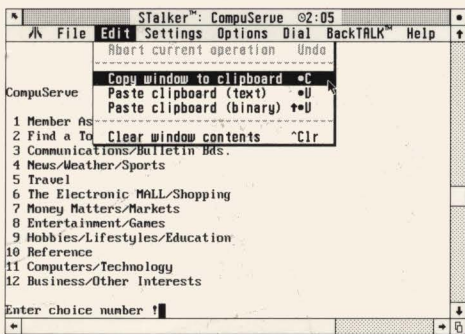 STalker™: CompuServe ⊙2:05
File Edit Settings Options Dial BackTALK™ Help
Abort current operation Undo
Copy window to clipboard ●C
Paste clipboard (text) ●V
Paste clipboard (binary) ↑●V
Clear window contents ^Clr
CompuServe
1 Member As
2 Find a To
3 Communications/Bulletin Bds.
4 News/Weather/Sports
5 Travel
6 The Electronic MALL/Shopping
7 Money Matters/Markets
8 Entertainment/Games
9 Hobbies/Lifestyles/Education
10 Reference
11 Computers/Technology
12 Business/Other Interests
Enter choice number !